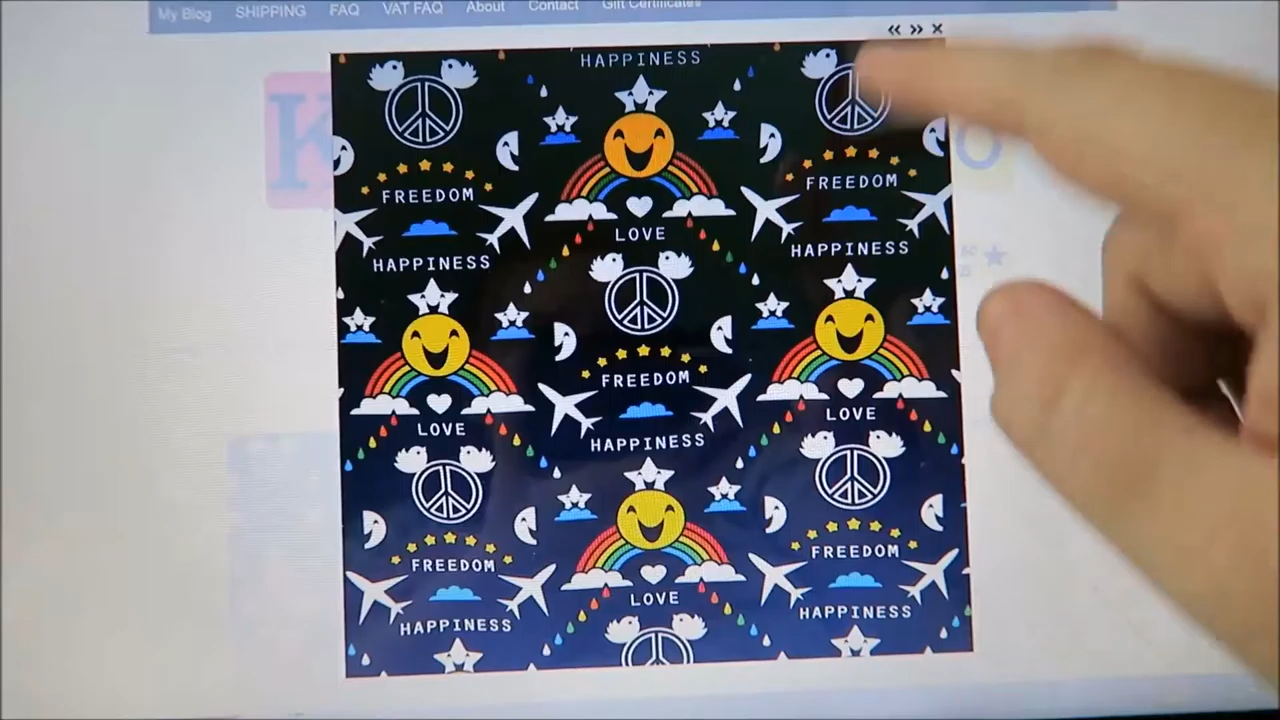 My Blog SHIPPING FAQ VAT FAQ About Contact Gift Certificates
« » ×
K
O
HAPPINESS
FREEDOM
FREEDOM
LOVE
HAPPINESS
HAPPINESS
FREEDOM
LOVE
LOVE
HAPPINESS
FREEDOM
FREEDOM
LOVE
HAPPINESS
HAPPINESS